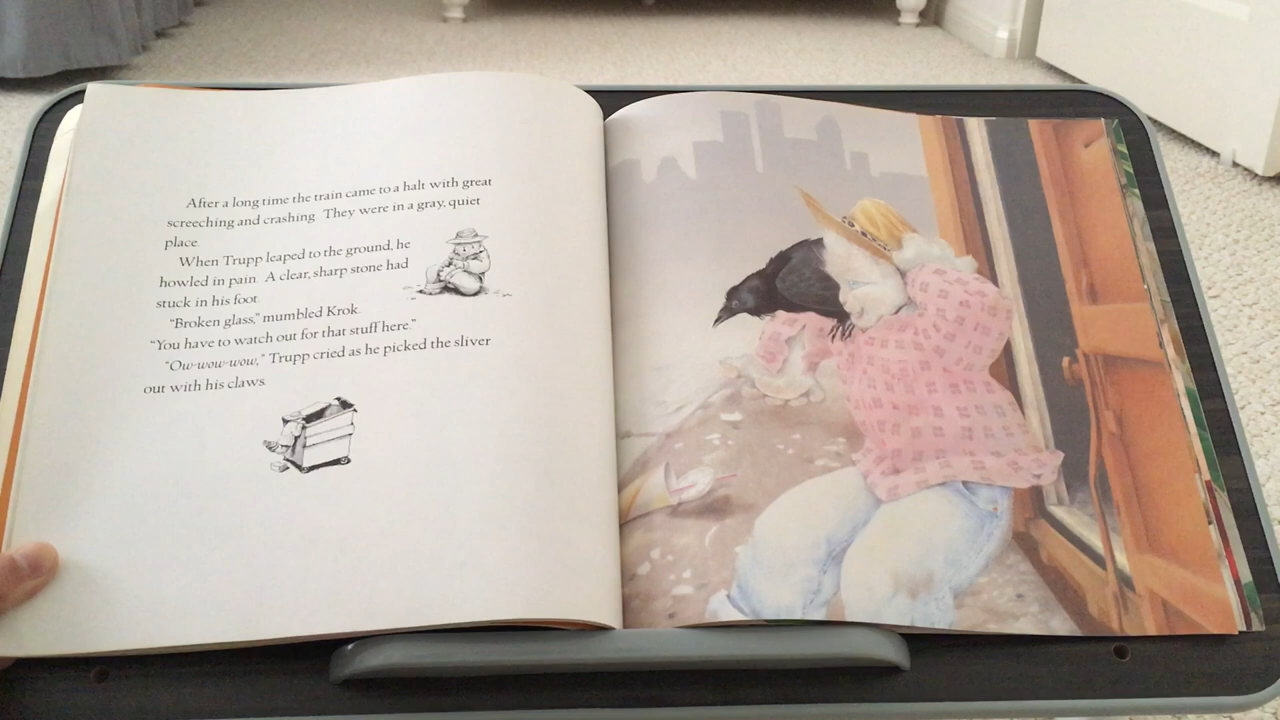 After a long time the train came to a halt with great
screeching and crashing. They were in a gray, quiet
place.
When Trupp leaped to the ground, he
howled in pain. A clear, sharp stone had
stuck in his foot.
"Broken glass," mumbled Krok.
"You have to watch out for that stuff here."
"Ow-wow-wow," Trupp cried as he picked the sliver
out with his claws.